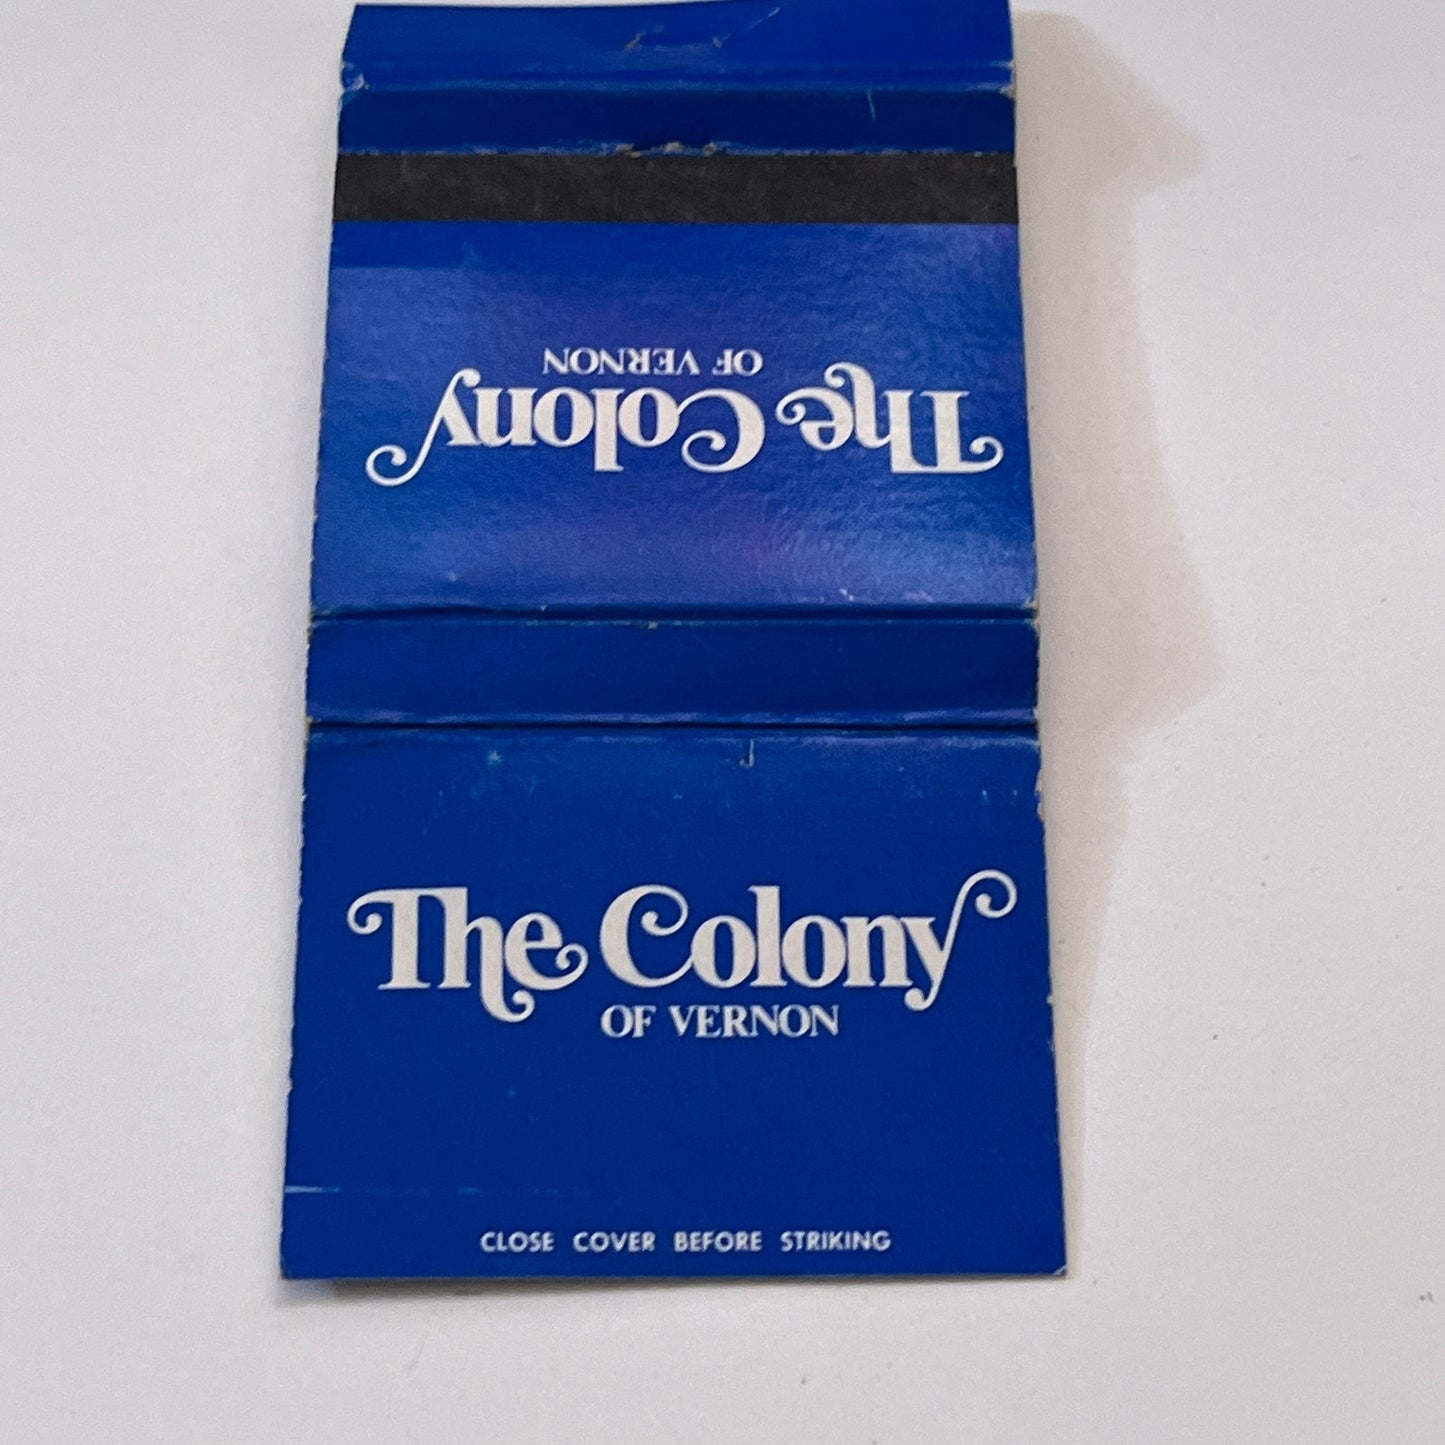 The Colony
OF VERNON
The Colony
OF VERNON
CLOSE COVER BEFORE STRIKING